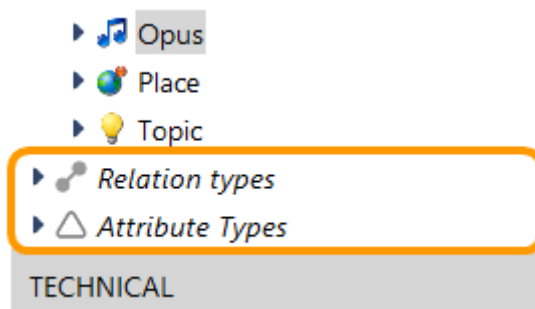 Opus
Place
Topic
Relation types
Attribute Types
TECHNICAL